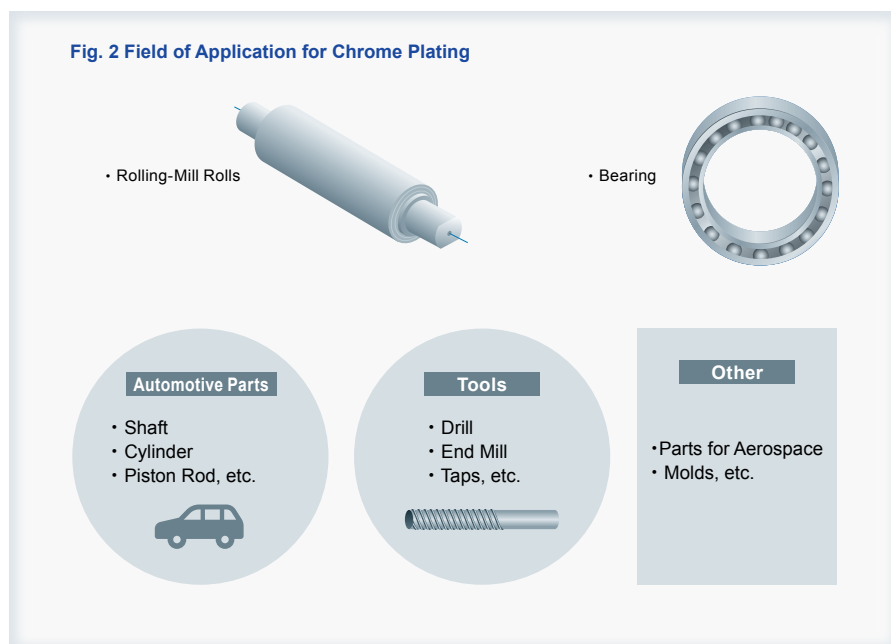 Fig. 2 Field of Application for Chrome Plating
・Rolling-Mill Rolls
・Bearing
Automotive Parts
・Shaft
・Cylinder
・Piston Rod, etc.
Tools
・Drill
・End Mill
・Taps, etc.
Other
・Parts for Aerospace
・Molds, etc.